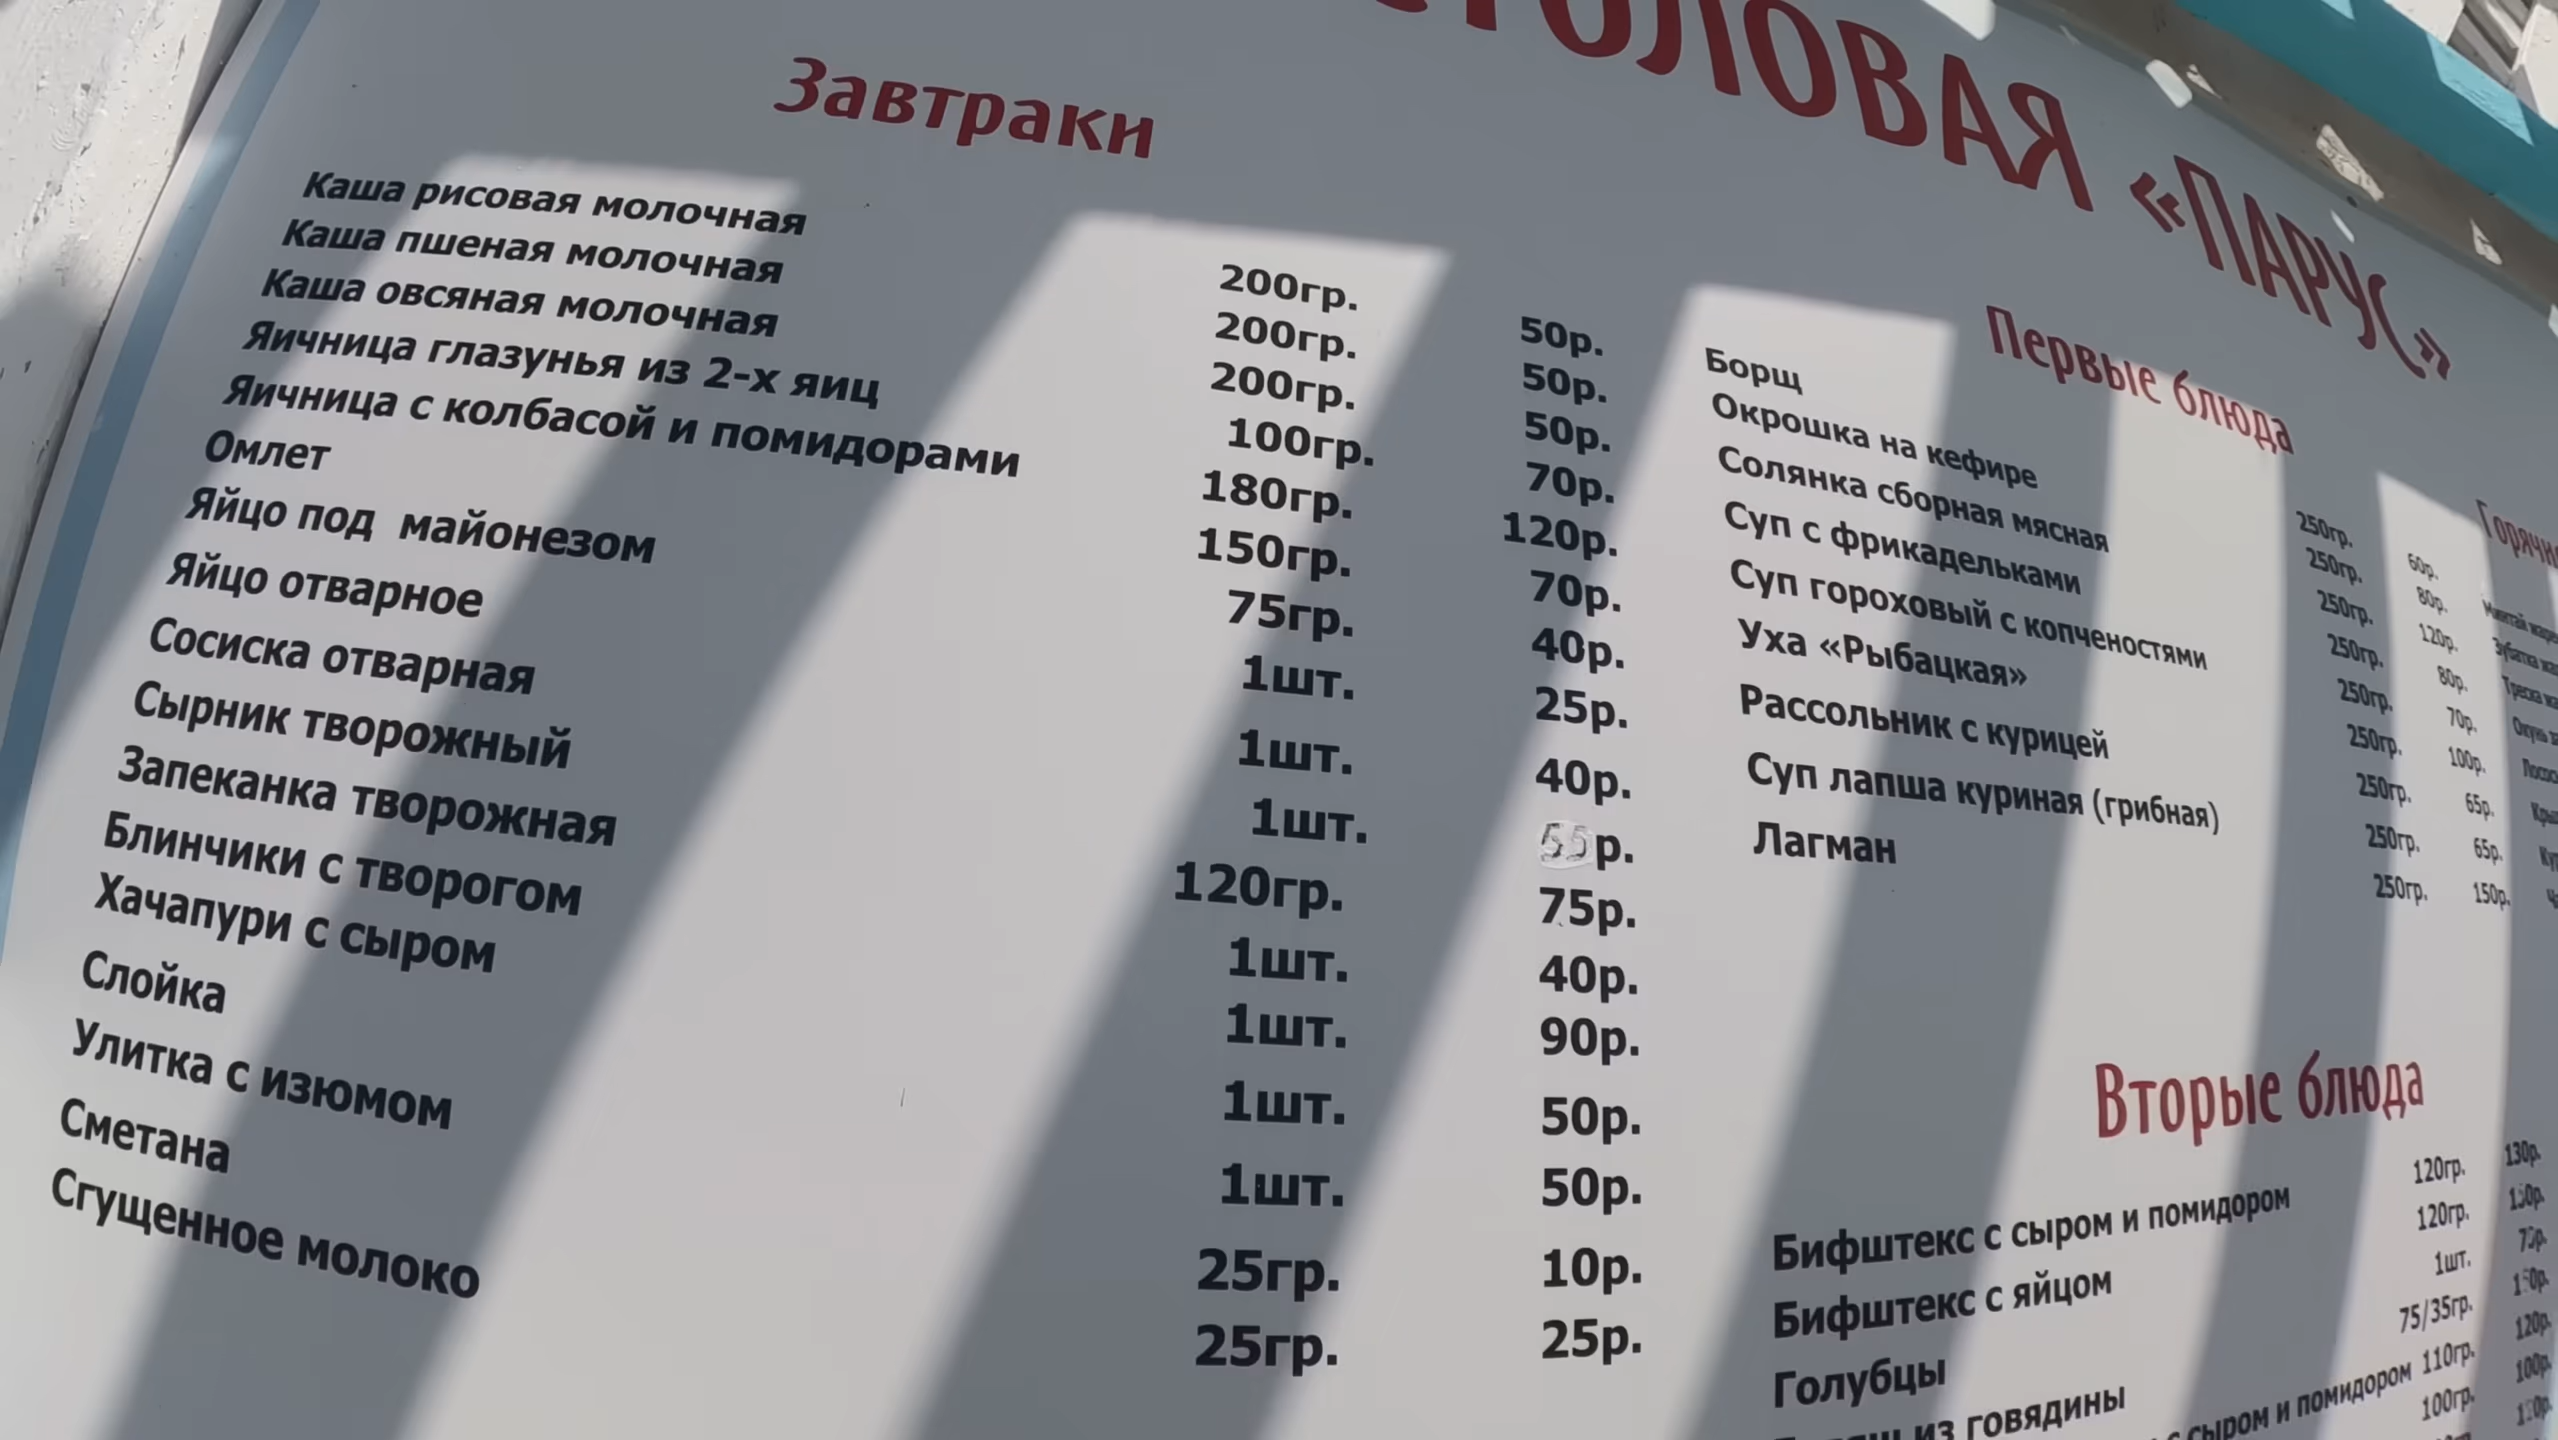 СТОЛОВАЯ «ПАРУС»
Завтраки
Каша рисовая молочная 200гр. 50р.
Каша пшеная молочная 200гр. 50р.
Каша овсяная молочная 200гр. 50р.
Яичница глазунья из 2-х яиц 100гр. 70р.
Яичница с колбасой и помидорами 180гр. 120р.
Омлет 150гр. 70р.
Яйцо под майонезом 75гр. 40р.
Яйцо отварное 1шт. 25р.
Сосиска отварная 1шт. 40р.
Сырник творожный 1шт. 55р.
Запеканка творожная 120гр. 75р.
Блинчики с творогом 1шт. 40р.
Хачапури с сыром 1шт. 90р.
Слойка 1шт. 50р.
Улитка с изюмом 1шт. 50р.
Сметана 25гр. 10р.
Сгущенное молоко 25гр. 25р.
Первые блюда
Борщ 250гр. 60р.
Окрошка на кефире 250гр. 80р.
Солянка сборная мясная 250гр. 120р.
Суп с фрикадельками 250гр. 80р.
Суп гороховый с копченостями 250гр. 70р.
Уха «Рыбацкая» 250гр. 100р.
Рассольник с курицей 250гр. 65р.
Суп лапша куриная (грибная) 250гр. 65р.
Лагман 250гр. 150р.
Вторые блюда
Бифштекс с сыром и помидором 120гр. 130р.
Бифштекс с яйцом 120гр.
Голубцы 1шт.
из говядины 75/35гр.
с сыром и помидором 110гр. 120р.
100гр. 100р.